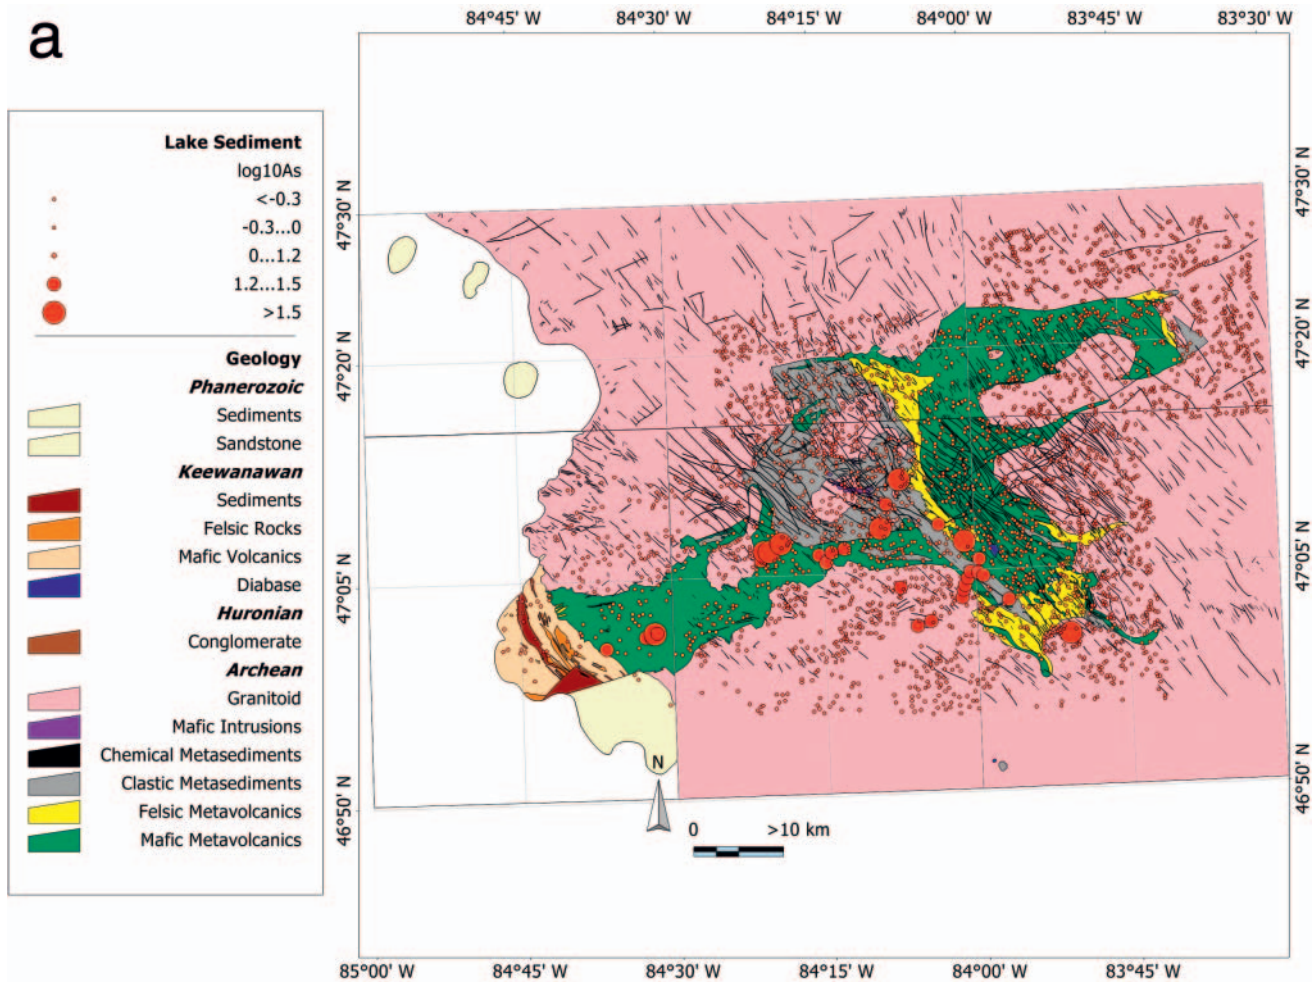 a
84°45' W 84°30' W 84°15' W 84°00' W 83°45' W 83°30' W
Lake Sediment
log10As
<-0.3
-0.3...0
0...1.2
1.2...1.5
>1.5
Geology
Phanerozoic
Sediments
Sandstone
Keewanawan
Sediments
Felsic Rocks
Mafic Volcanics
Diabase
Huronian
Conglomerate
Archean
Granitoid
Mafic Intrusions
Chemical Metasediments
Clastic Metasediments
Felsic Metavolcanics
Mafic Metavolcanics
47°30' N
47°20' N
47°05' N
46°50' N
47°30' N
47°20' N
47°05' N
46°50' N
N
0 >10 km
85°00' W 84°45' W 84°30' W 84°15' W 84°00' W 83°45' W